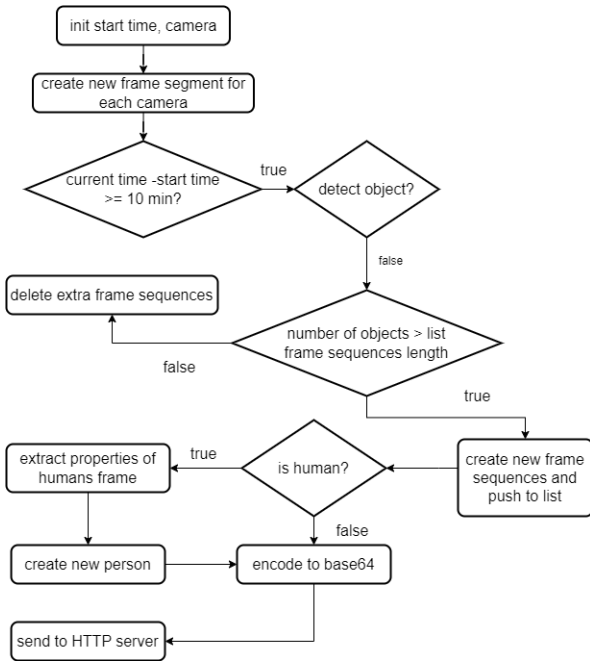 init start time, camera
create new frame segment for
each camera
current time -start time
>= 10 min?
true
detect object?
false
delete extra frame sequences
number of objects > list
frame sequences length
false
true
extract properties of
humans frame
true
is human?
create new frame
sequences and
push to list
false
create new person
encode to base64
send to HTTP server